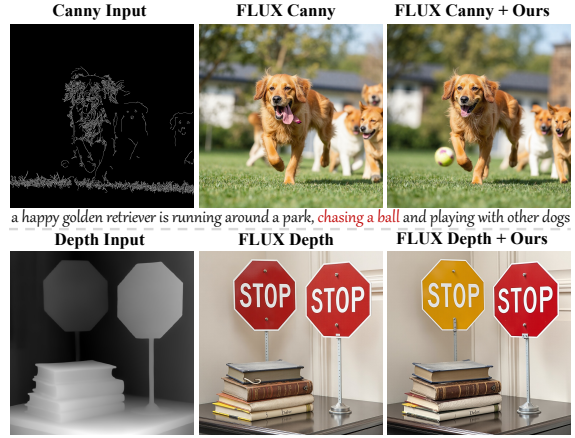 Canny Input FLUX Canny FLUX Canny + Ours
a happy golden retriever is running around a park, chasing a ball and playing with other dogs
Depth Input FLUX Depth FLUX Depth + Ours
STOP STOP STOP STOP